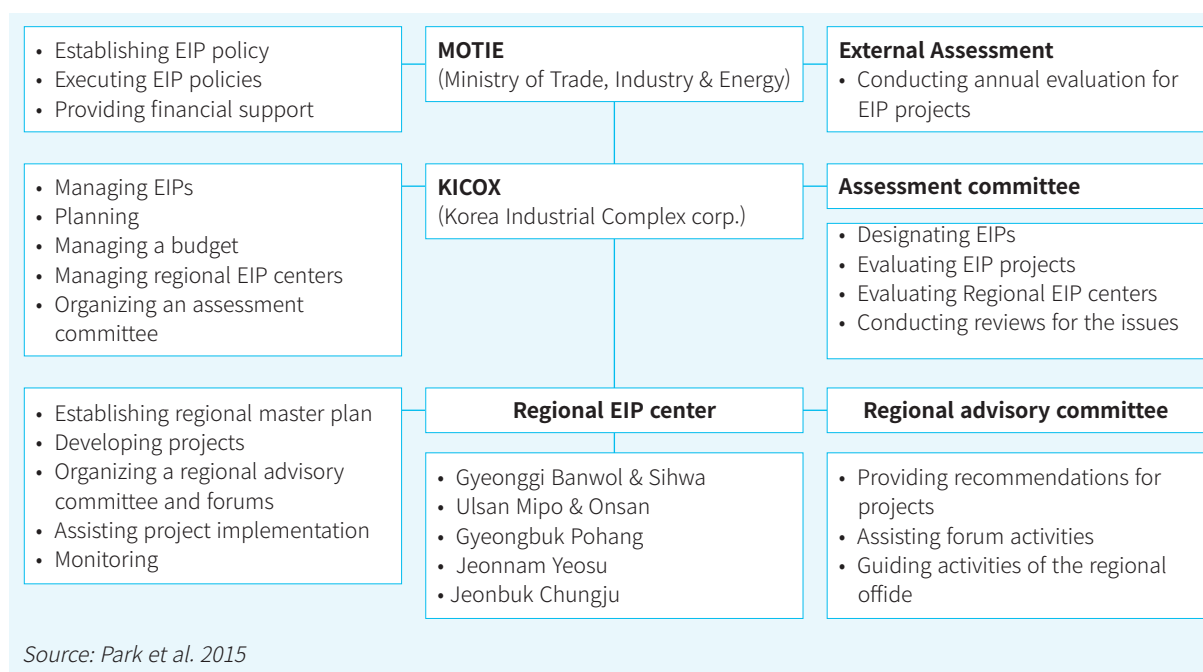 • Establishing EIP policy
• Executing EIP policies
• Providing financial support
MOTIE
(Ministry of Trade, Industry & Energy)
External Assessment
• Conducting annual evaluation for
EIP projects
• Managing EIPs
• Planning
• Managing a budget
• Managing regional EIP centers
• Organizing an assessment
committee
KICOX
(Korea Industrial Complex corp.)
Assessment committee
• Designating EIPs
• Evaluating EIP projects
• Evaluating Regional EIP centers
• Conducting reviews for the issues
• Establishing regional master plan
• Developing projects
• Organizing a regional advisory
committee and forums
• Assisting project implementation
• Monitoring
Regional EIP center
• Gyeonggi Banwol & Sihwa
• Ulsan Mipo & Onsan
• Gyeongbuk Pohang
• Jeonnam Yeosu
• Jeonbuk Chungju
Regional advisory committee
• Providing recommendations for
projects
• Assisting forum activities
• Guiding activities of the regional
offide
Source: Park et al. 2015